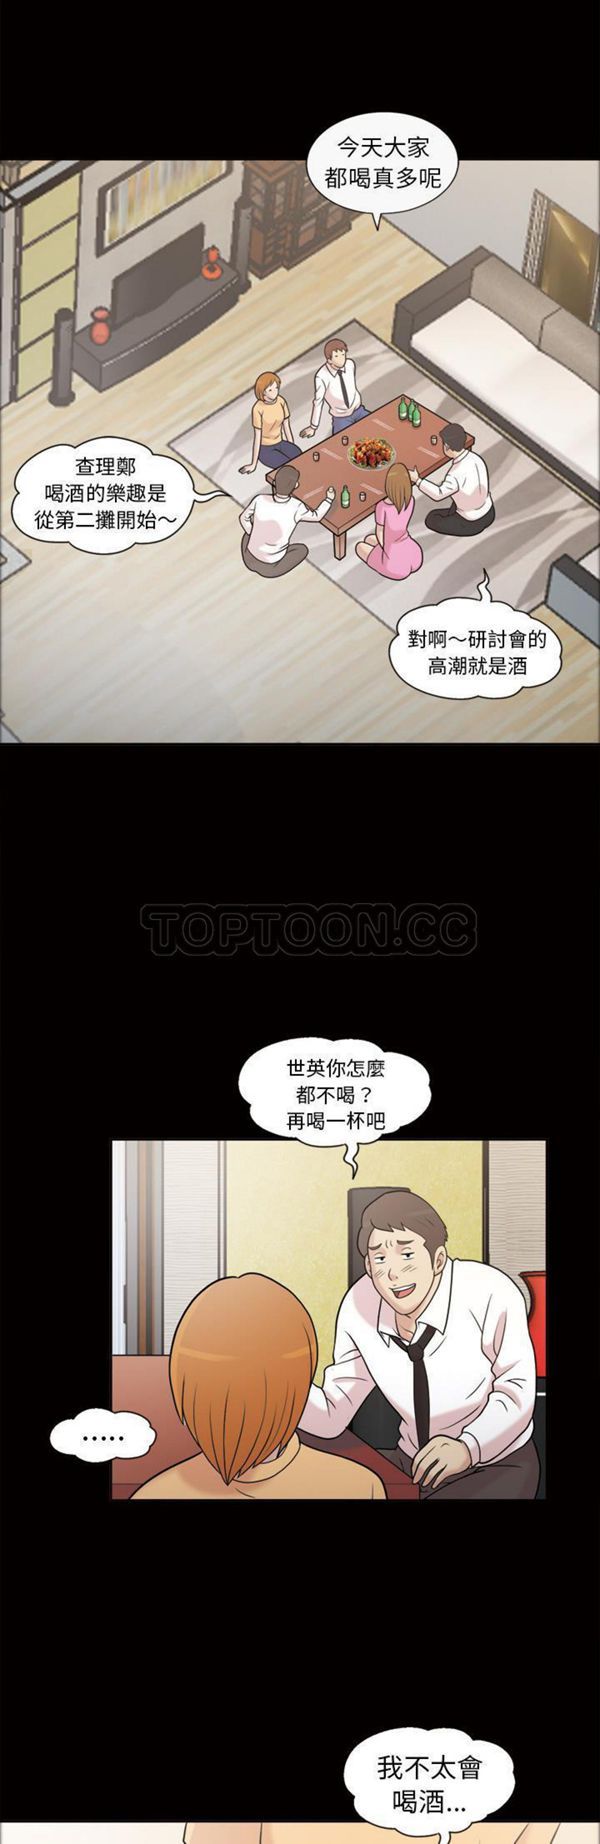 今天大家
都喝真多呢
查理鄭
喝酒的樂趣是
從第二攤開始～
對啊～研討會的
高潮就是酒
TOPTOON.CC
世英你怎麼
都不喝？
再喝一杯吧
.....
我不太會
喝酒...